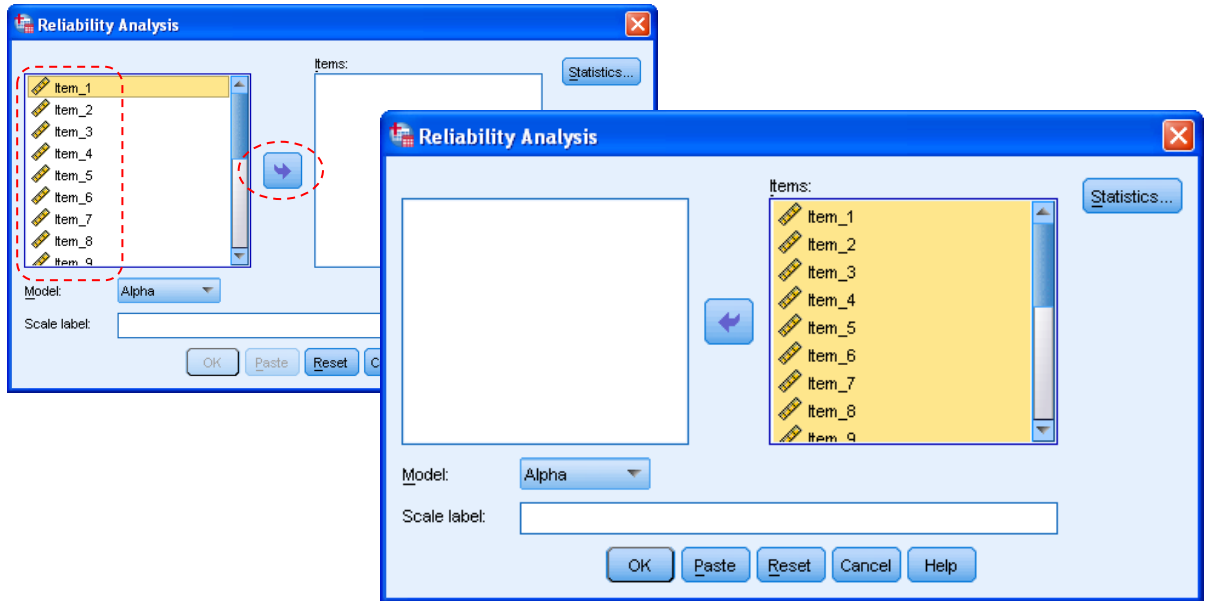 Reliability Analysis
Items:
Statistics...
Item_1
Item_2
Item_3
Item_4
Item_5
Item_6
Item_7
Item_8
Item_9
Model:
Alpha
Scale label:
OK
Paste
Reset
C
Reliability Analysis
Items:
Statistics...
Item_1
Item_2
Item_3
Item_4
Item_5
Item_6
Item_7
Item_8
Item_9
Model:
Alpha
Scale label:
OK
Paste
Reset
Cancel
Help